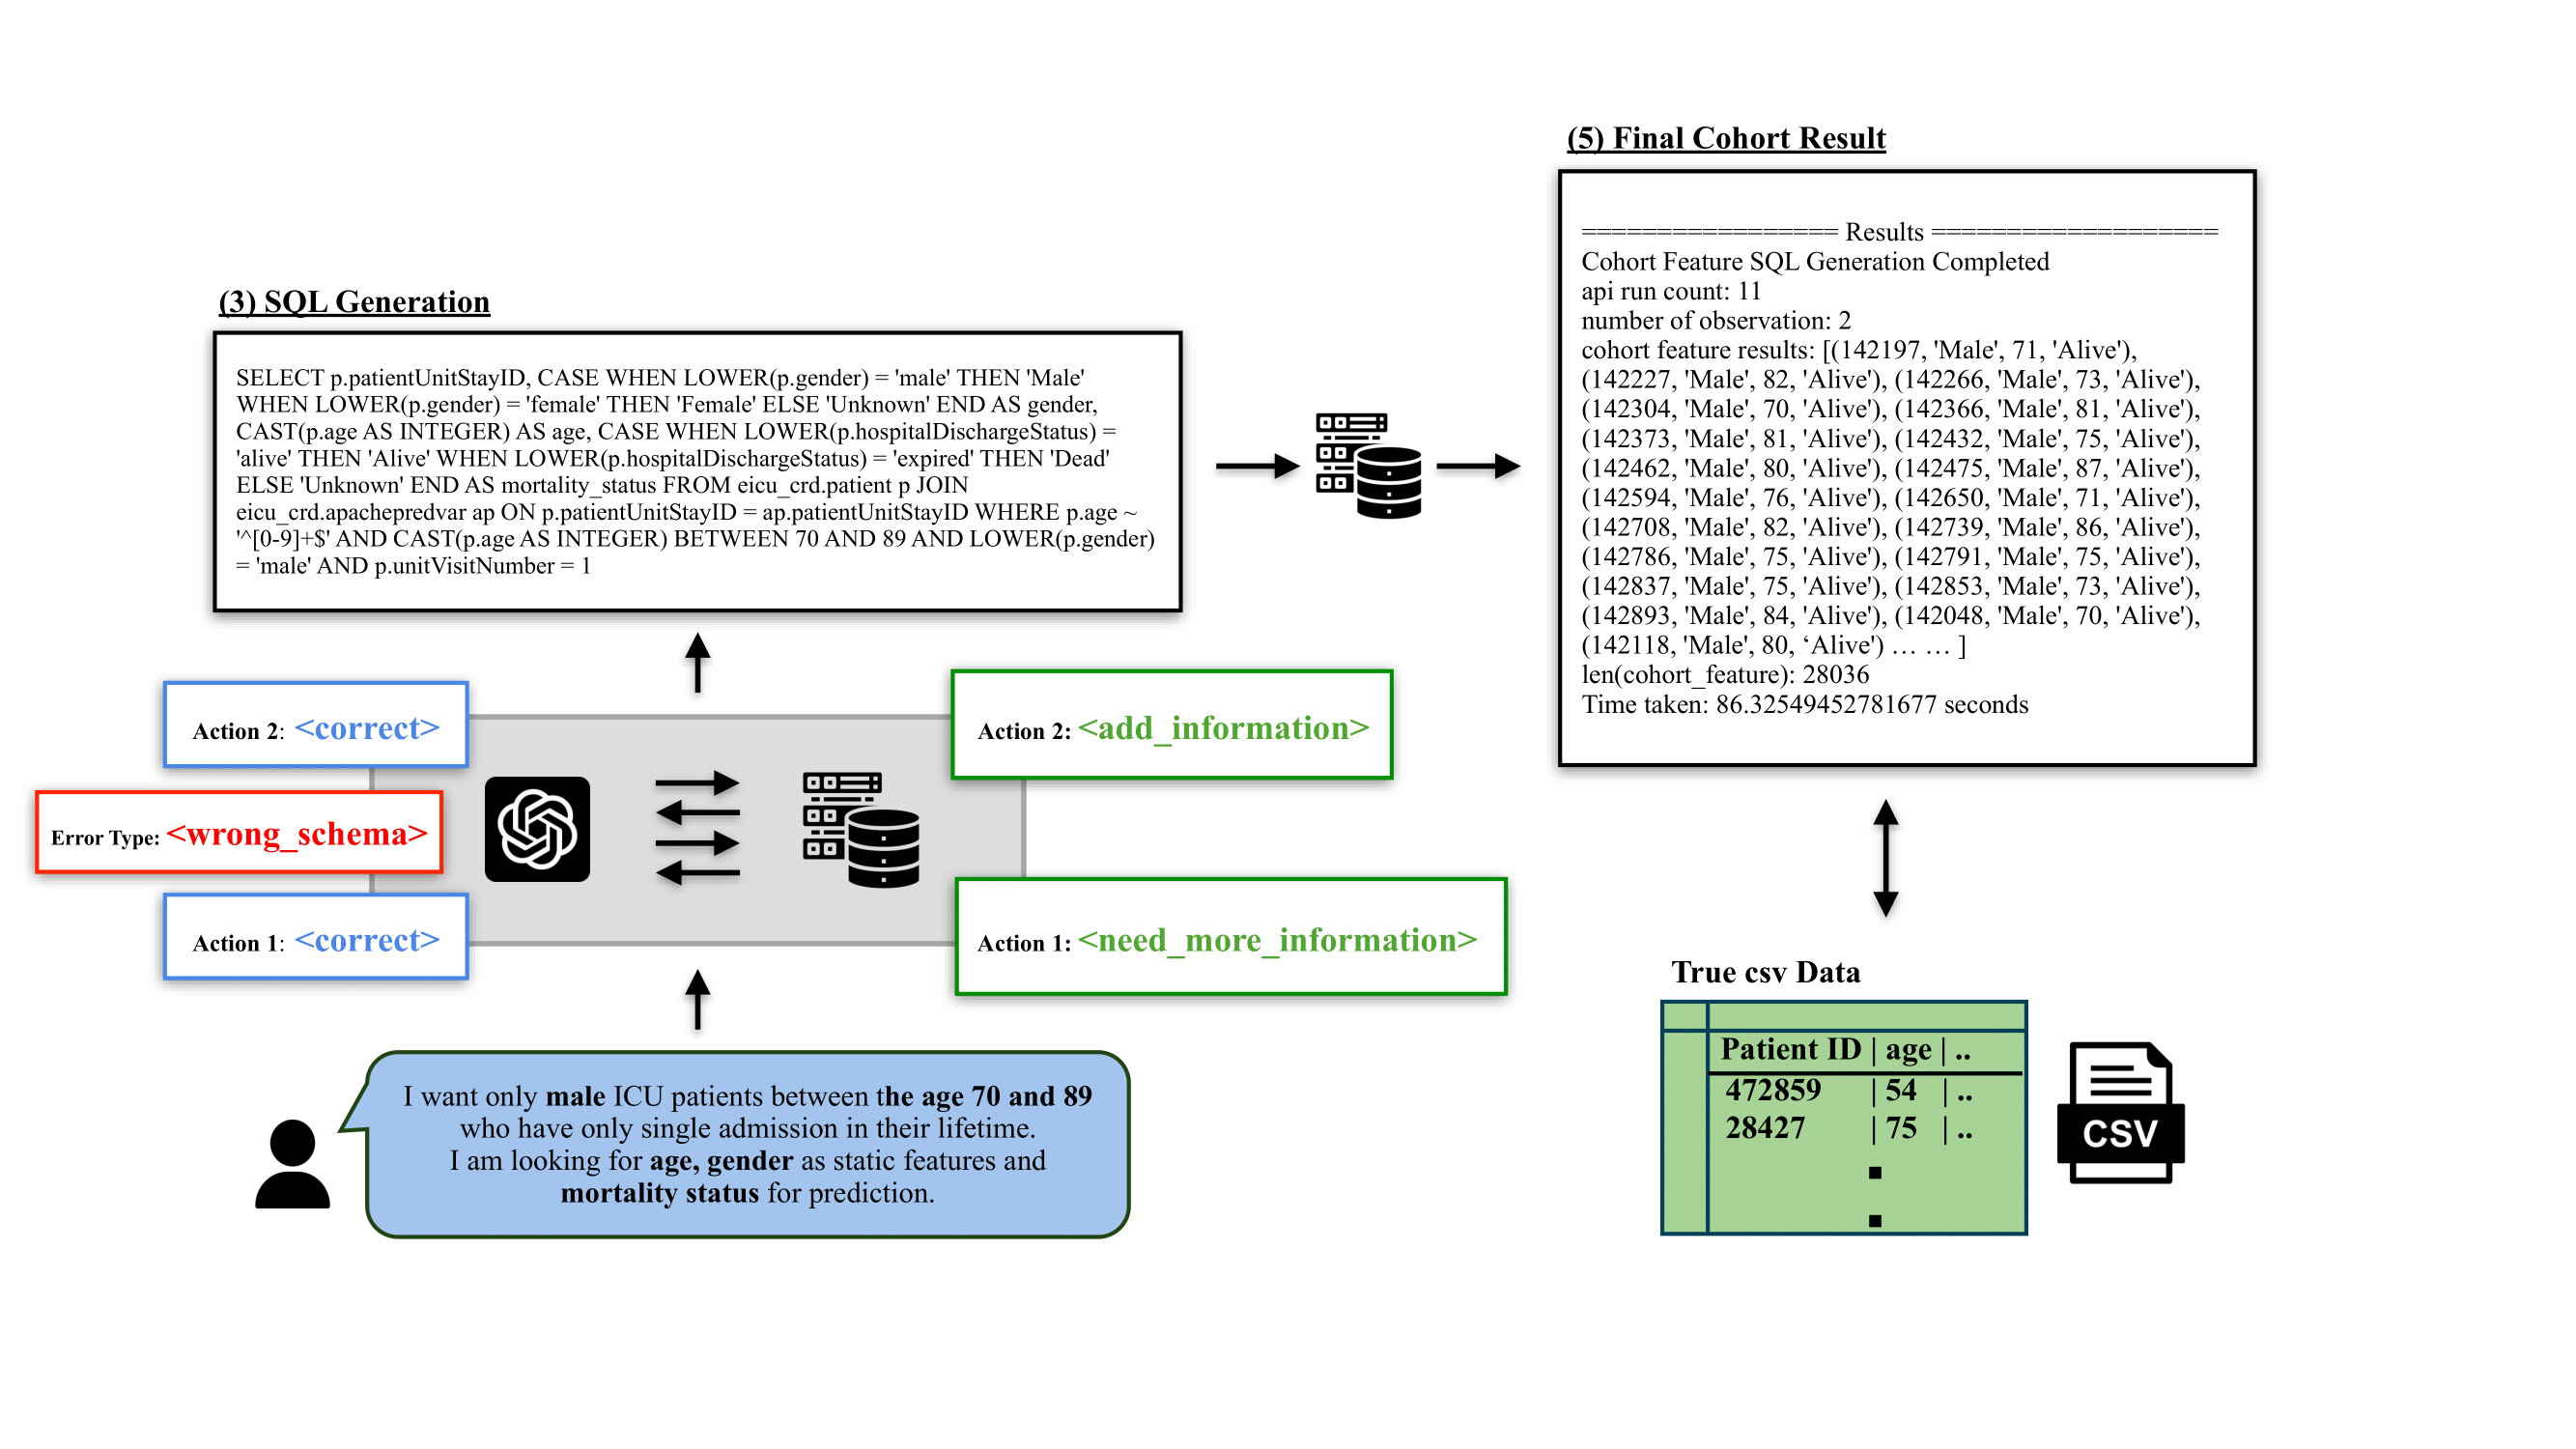 (5) Final Cohort Result
================= Results ===================
Cohort Feature SQL Generation Completed
api run count: 11
number of observation: 2
cohort feature results: [(142197, 'Male', 71, 'Alive'),
(142227, 'Male', 82, 'Alive'), (142266, 'Male', 73, 'Alive'),
(142304, 'Male', 70, 'Alive'), (142366, 'Male', 81, 'Alive'),
(142373, 'Male', 81, 'Alive'), (142432, 'Male', 75, 'Alive'),
(142462, 'Male', 80, 'Alive'), (142475, 'Male', 87, 'Alive'),
(142594, 'Male', 76, 'Alive'), (142650, 'Male', 71, 'Alive'),
(142708, 'Male', 82, 'Alive'), (142739, 'Male', 86, 'Alive'),
(142786, 'Male', 75, 'Alive'), (142791, 'Male', 75, 'Alive'),
(142837, 'Male', 75, 'Alive'), (142853, 'Male', 73, 'Alive'),
(142893, 'Male', 84, 'Alive'), (142048, 'Male', 70, 'Alive'),
(142118, 'Male', 80, ‘Alive') … … ]
len(cohort_feature): 28036
Time taken: 86.32549452781677 seconds
(3) SQL Generation
SELECT p.patientUnitStayID, CASE WHEN LOWER(p.gender) = 'male' THEN 'Male'
WHEN LOWER(p.gender) = 'female' THEN 'Female' ELSE 'Unknown' END AS gender,
CAST(p.age AS INTEGER) AS age, CASE WHEN LOWER(p.hospitalDischargeStatus) =
'alive' THEN 'Alive' WHEN LOWER(p.hospitalDischargeStatus) = 'expired' THEN 'Dead'
ELSE 'Unknown' END AS mortality_status FROM eicu_crd.patient p JOIN
eicu_crd.apachepredvar ap ON p.patientUnitStayID = ap.patientUnitStayID WHERE p.age ~
'^[0-9]+$' AND CAST(p.age AS INTEGER) BETWEEN 70 AND 89 AND LOWER(p.gender)
= 'male' AND p.unitVisitNumber = 1
Action 2: <correct>
Action 2: <add_information>
Error Type: <wrong_schema>
Action 1: <correct>
Action 1: <need_more_information>
I want only male ICU patients between the age 70 and 89
who have only single admission in their lifetime.
I am looking for age, gender as static features and
mortality status for prediction.
True csv Data
Patient ID | age | ..
472859 | 54 | ..
28427 | 75 | ..
CSV